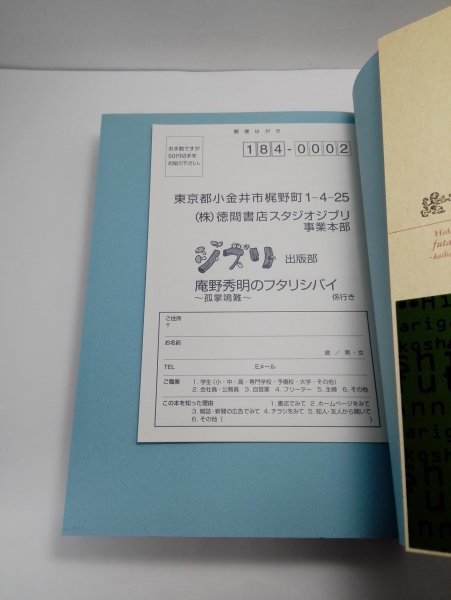 郵便はがき
お手数ですが
50円切手を
お貼り下さい。
184-0002
東京都小金井市梶野町1-4-25
(株)徳間書店スタジオジブリ
事業本部
ジブリ 出版部
庵野秀明のフタリシバイ
〜孤掌鳴難〜 係行き
ご住所
〒
お名前
歳/男・女
TEL Eメール
ご職業 1. 学生(小・中・高・専門学校・予備校・大学・その他)
2. 会社員・公務員 3. 自営業 4. フリーター 5. 主婦 6. その他
この本を知った理由 1. 書店でみて 2. ホームページをみて
3. 雑誌・新聞の広告でみて 4. チラシをみて 5. 知人・友人から聞いて
6. その他( )
Hid
futa
kosha
shi
fut
inn
arig
kosh
shi